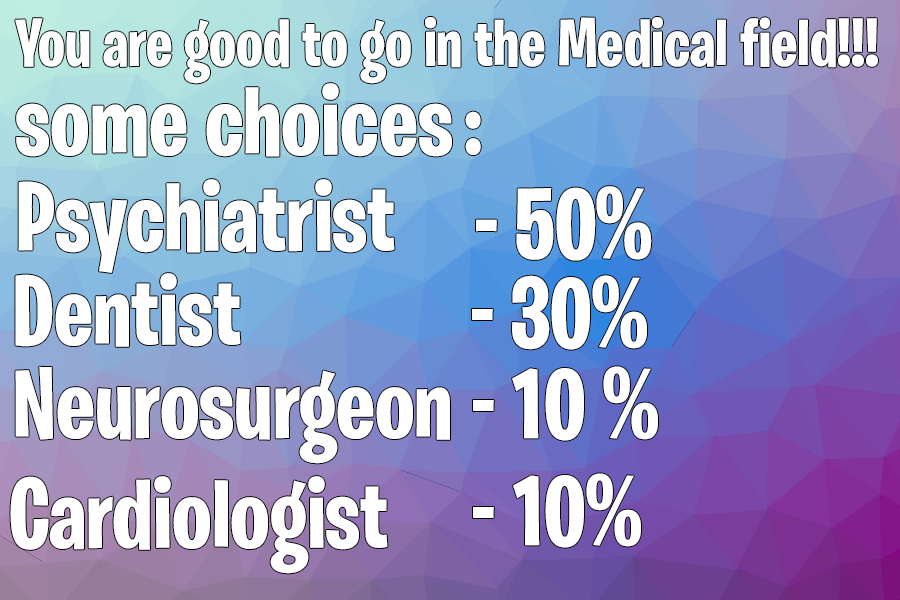 You are good to go in the Medical field!!!
some choices :
Psychiatrist - 50%
Dentist - 30%
Neurosurgeon - 10 %
Cardiologist - 10%